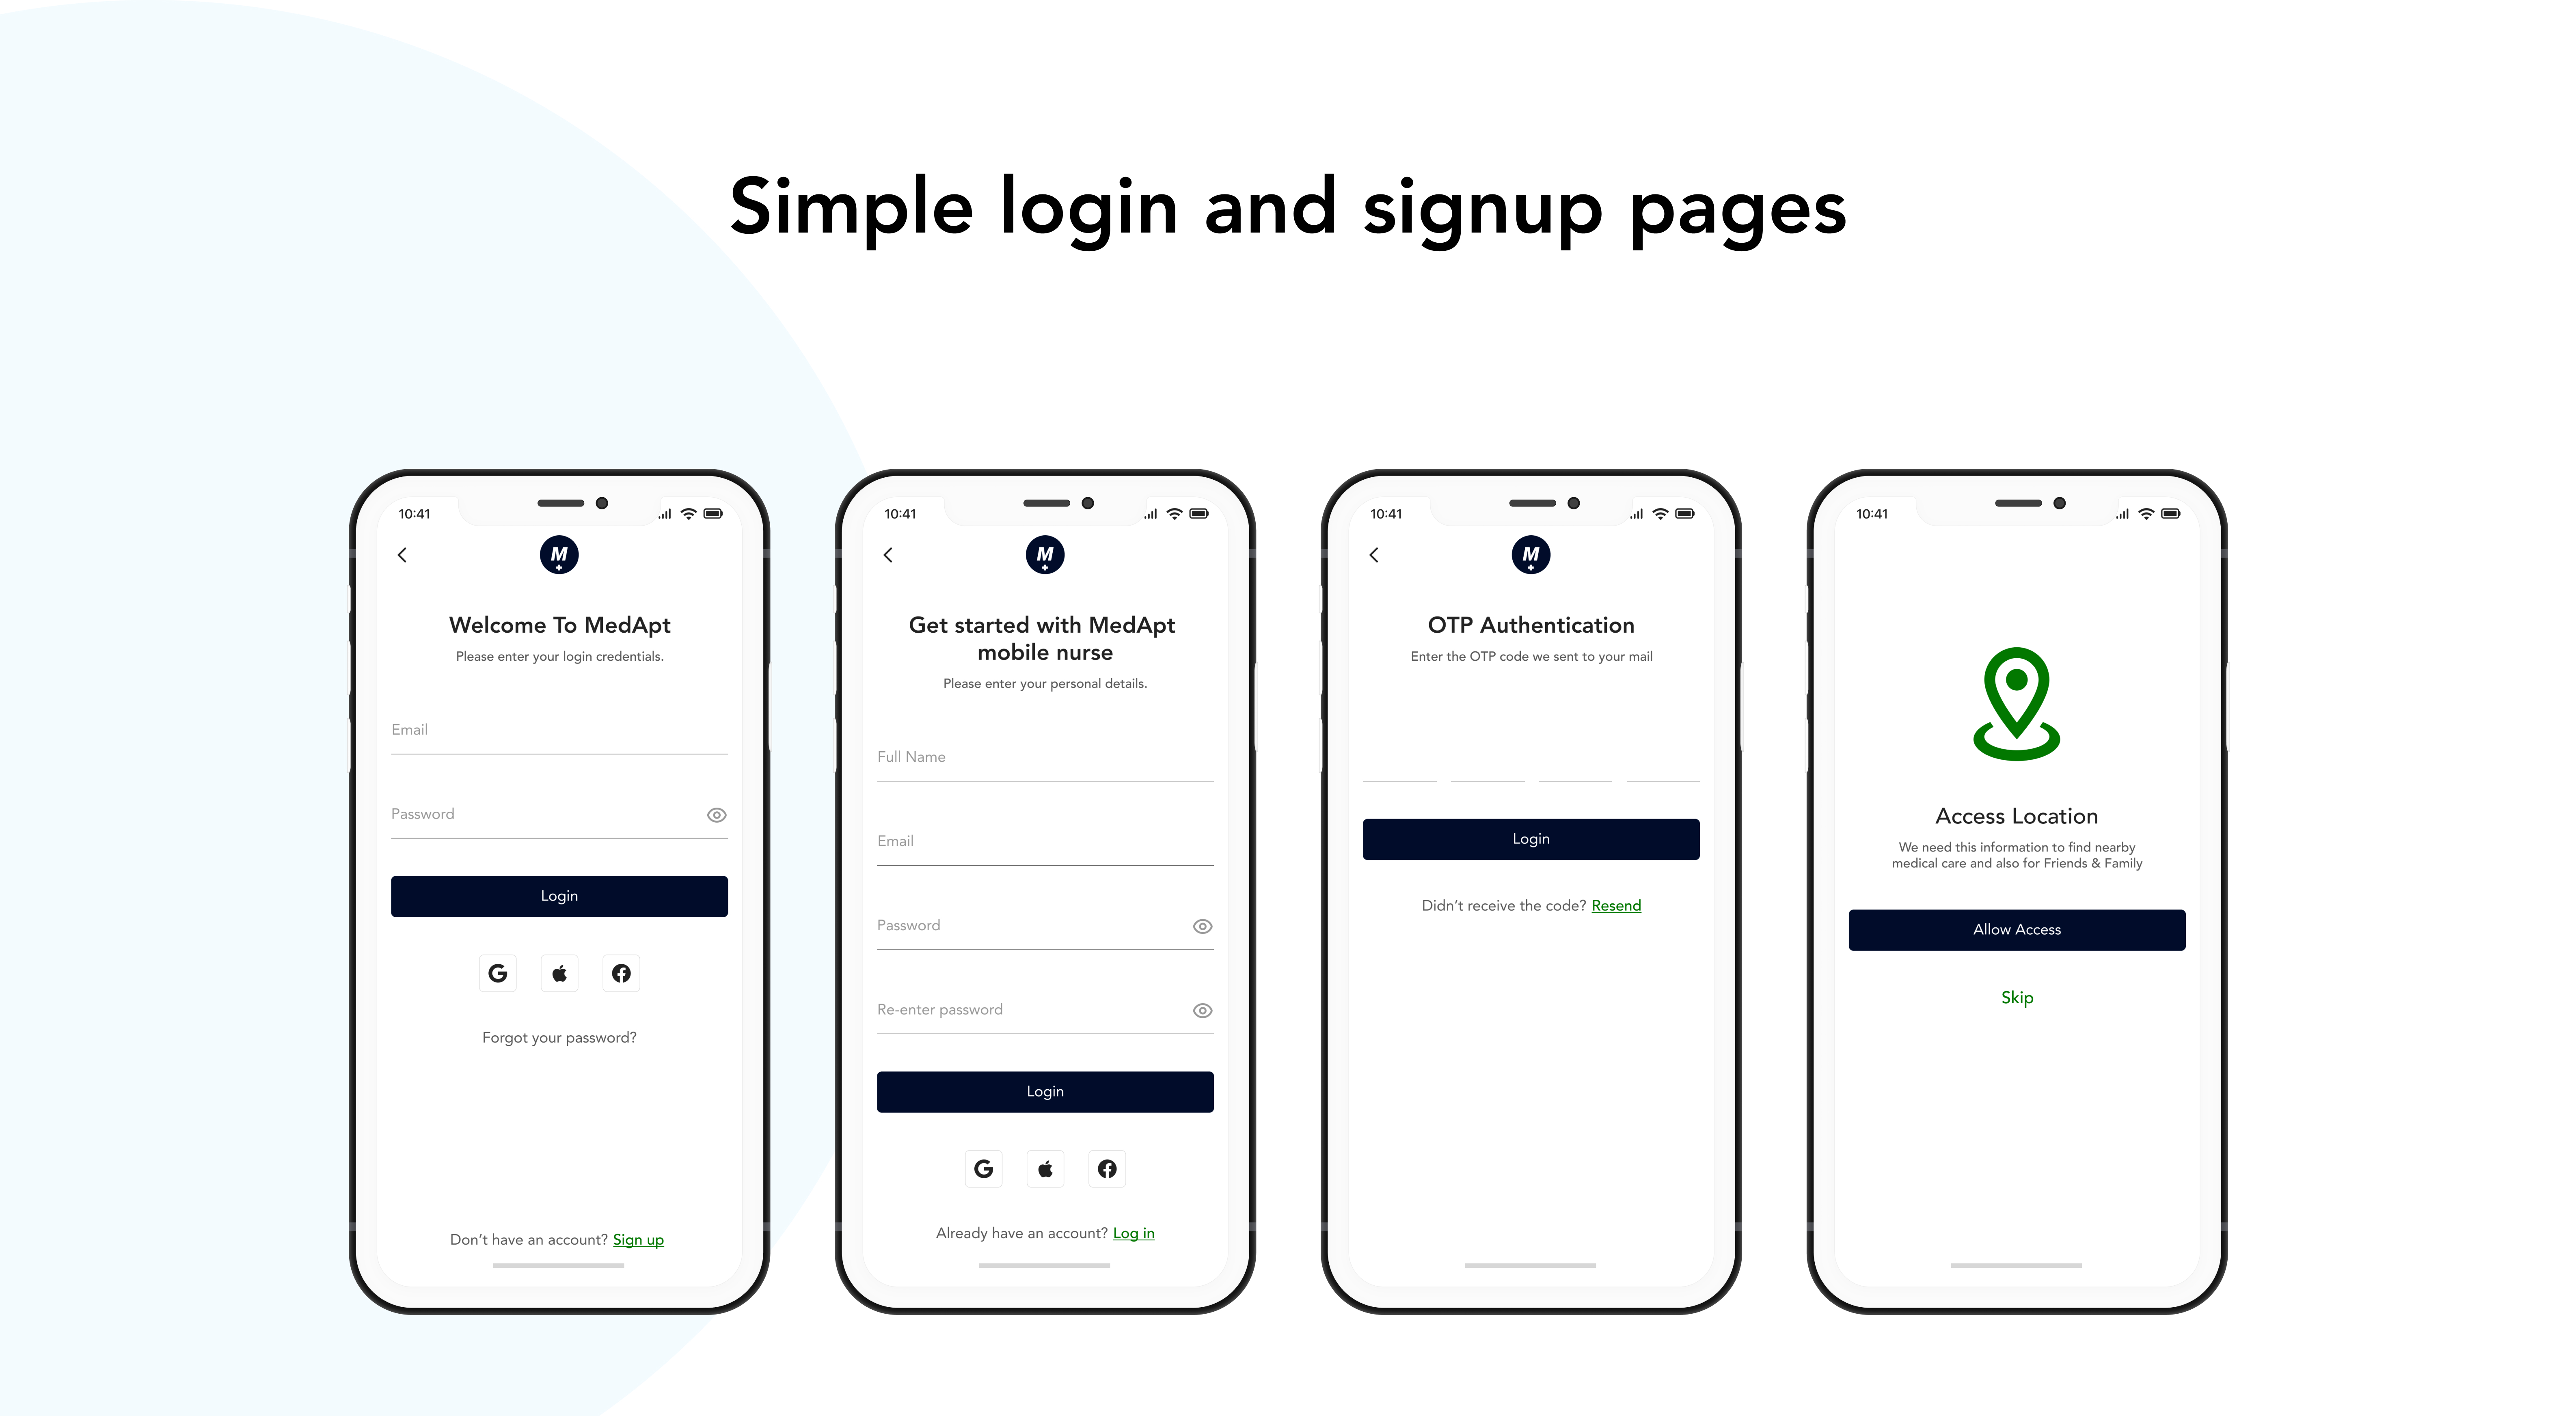 Simple login and signup pages
10:41
M
Welcome To MedApt
Please enter your login credentials.
Email
Password
Login
G
Forgot your password?
Don’t have an account? Sign up
10:41
M
Get started with MedApt
mobile nurse
Please enter your personal details.
Full Name
Email
Password
Re-enter password
Login
G
Already have an account? Log in
10:41
M
OTP Authentication
Enter the OTP code we sent to your mail
Login
Didn’t receive the code? Resend
10:41
Access Location
We need this information to find nearby
medical care and also for Friends & Family
Allow Access
Skip